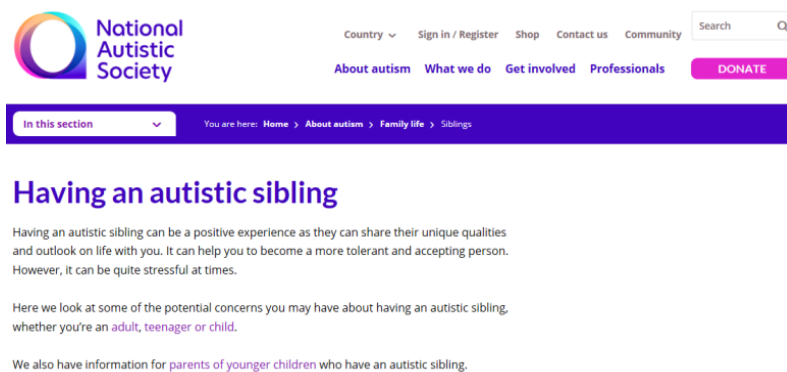 National
Autistic
Society
Country
Sign in / Register
Shop
Contact us
Community
Search
About autism
What we do
Get involved
Professionals
DONATE
In this section
You are here: Home > About autism > Family life > Siblings
Having an autistic sibling
Having an autistic sibling can be a positive experience as they can share their unique qualities
and outlook on life with you. It can help you to become a more tolerant and accepting person.
However, it can be quite stressful at times.
Here we look at some of the potential concerns you may have about having an autistic sibling,
whether you're an adult, teenager or child.
We also have information for parents of younger children who have an autistic sibling.